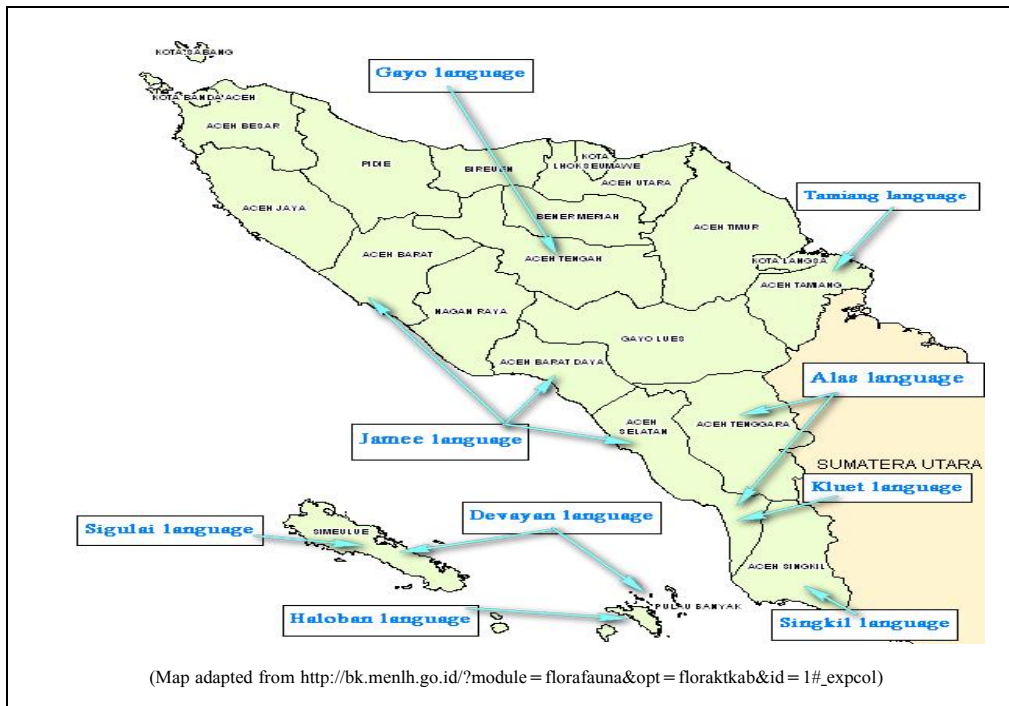 KOTA SABANG
Gayo language
KOTA BANDA ACEH
ACEH BESAR
PIDIE
BIREUEN
KOTA
LHOKSEUMAWE
ACEH UTARA
ACEH JAYA
BENER MERIAH
Tamiang language
ACEH TIMUR
ACEH BARAT
ACEH TENGAH
KOTA LANGSA
ACEH TAMIANG
NAGAN RAYA
GAYO LUES
ACEH BARAT DAYA
Alas language
ACEH
SELATAN
ACEH TENGGARA
Jamee language
SUMATERA UTARA
Kluet language
Devayan language
Sigulai language
SIMEULUE
ACEH SINGKIL
PULAU BANYAK
Haloban language
Singkil language
(Map adapted from http://bk.menlh.go.id/?module=florafauna&opt=floraktkab&id=1#_expcol)